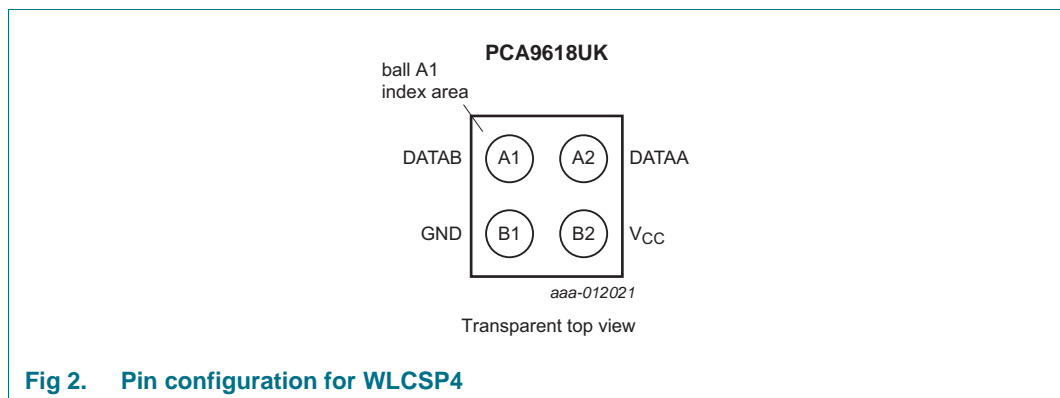 PCA9618UK
ball A1
index area
DATAB A1 A2 DATAA
GND B1 B2 VCC
aaa-012021
Transparent top view
Fig 2. Pin configuration for WLCSP4